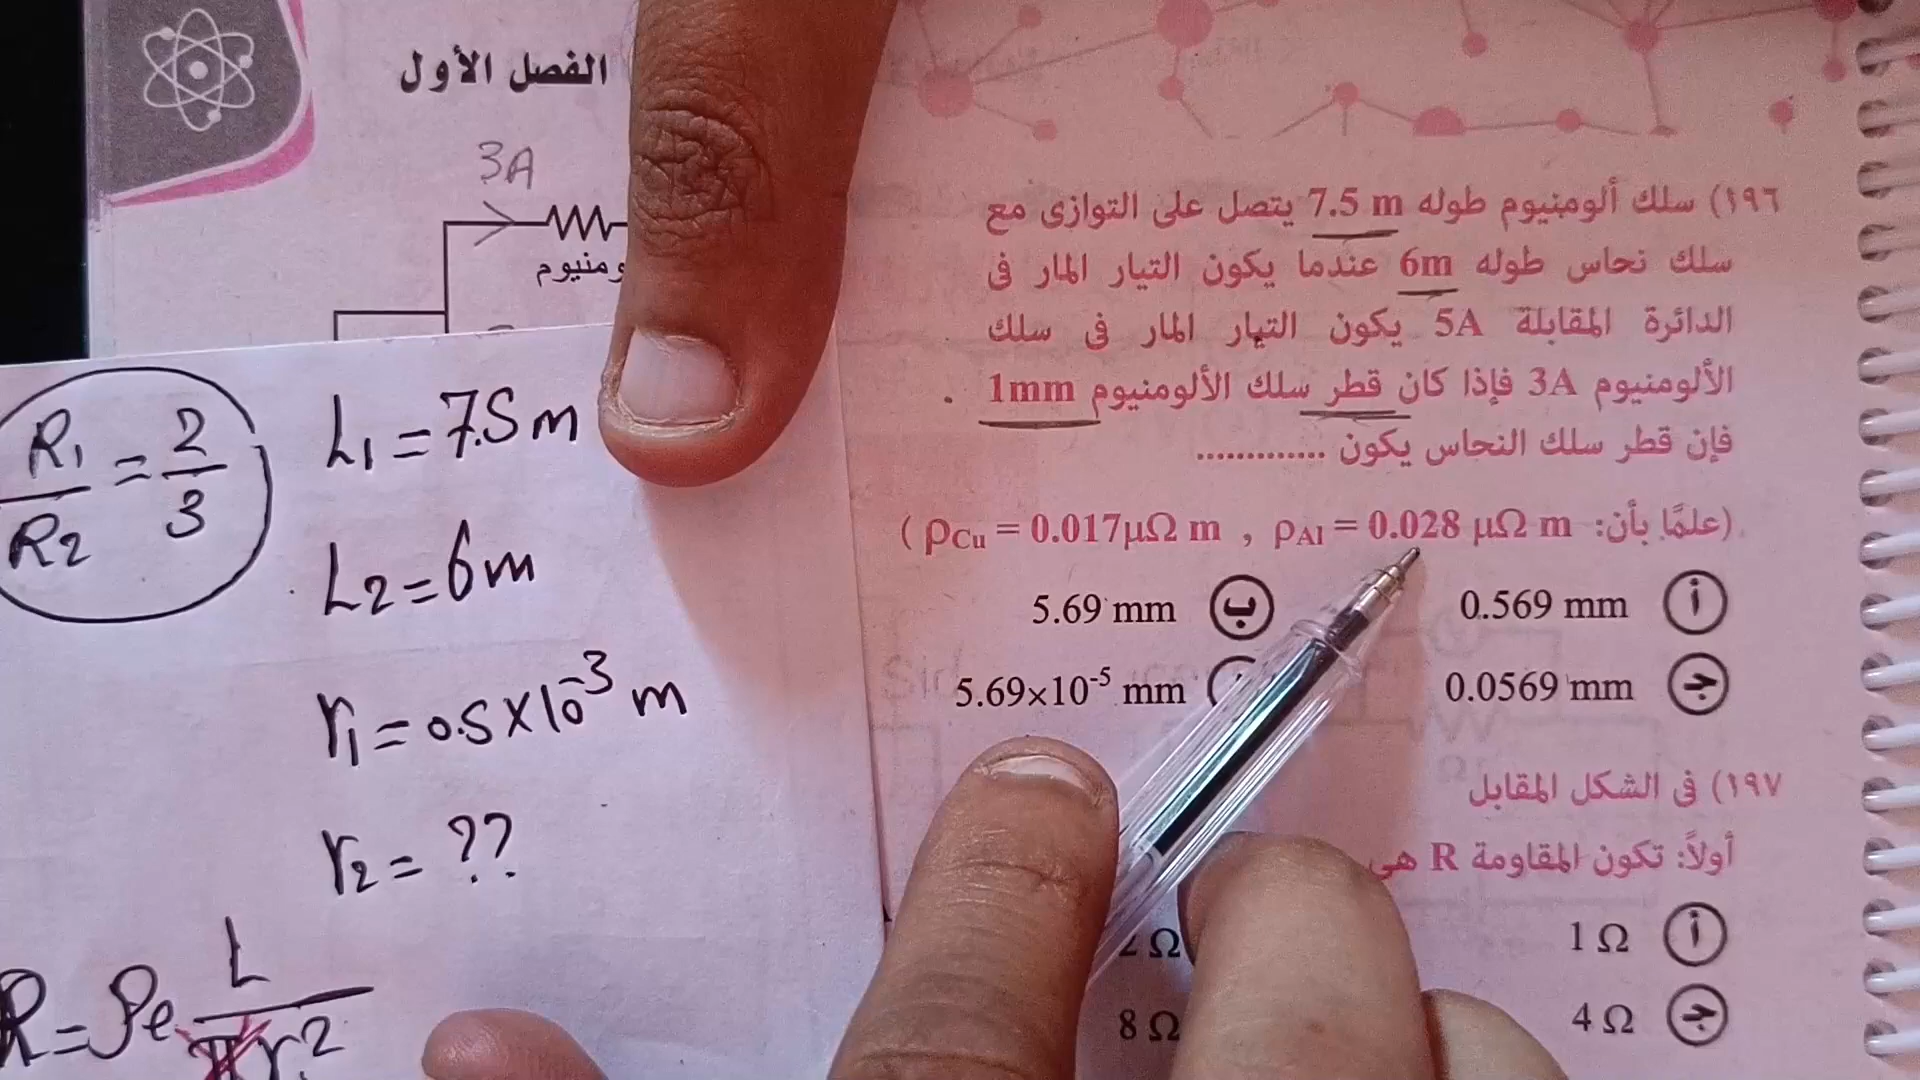 الفصل الأول
3A
ومنيوم
١٩٦) سلك ألومنيوم طوله 7.5 m يتصل على التوازى مع
سلك نحاس طوله 6m عندما يكون التيار المار فى
الدائرة المقابلة 5A يكون التيار المار فى سلك
الألومنيوم 3A فإذا كان قطر سلك الألومنيوم 1mm
فإن قطر سلك النحاس يكون .............
(علمًا بأن: ρAl = 0.028 μΩ m , ρCu = 0.017μΩ m )
أ 0.569 mm
ب 5.69 mm
ج 0.0569 mm
5.69×10-5 mm
١٩٧) فى الشكل المقابل
أولاً: تكون المقاومة R هى
أ 1 Ω
2 Ω
ج 4 Ω
8 Ω
R1/R2 = 2/3
L1 = 7.5 m
L2 = 6m
r1 = 0.5 X 10-3 m
r2 = ??
R = ρe L/πr2